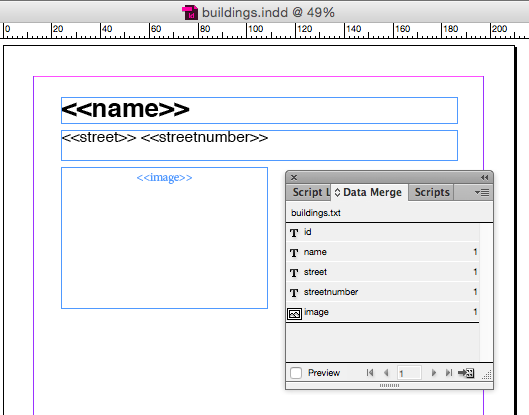 buildings.indd @ 49%
0 20 40 60 80 100 120 140 160 180 200
<<name>>
<<street>> <<streetnumber>>
<<image>>
Script L Data Merge Scripts
buildings.txt
T id
T name 1
T street 1
T streetnumber 1
image 1
Preview 1